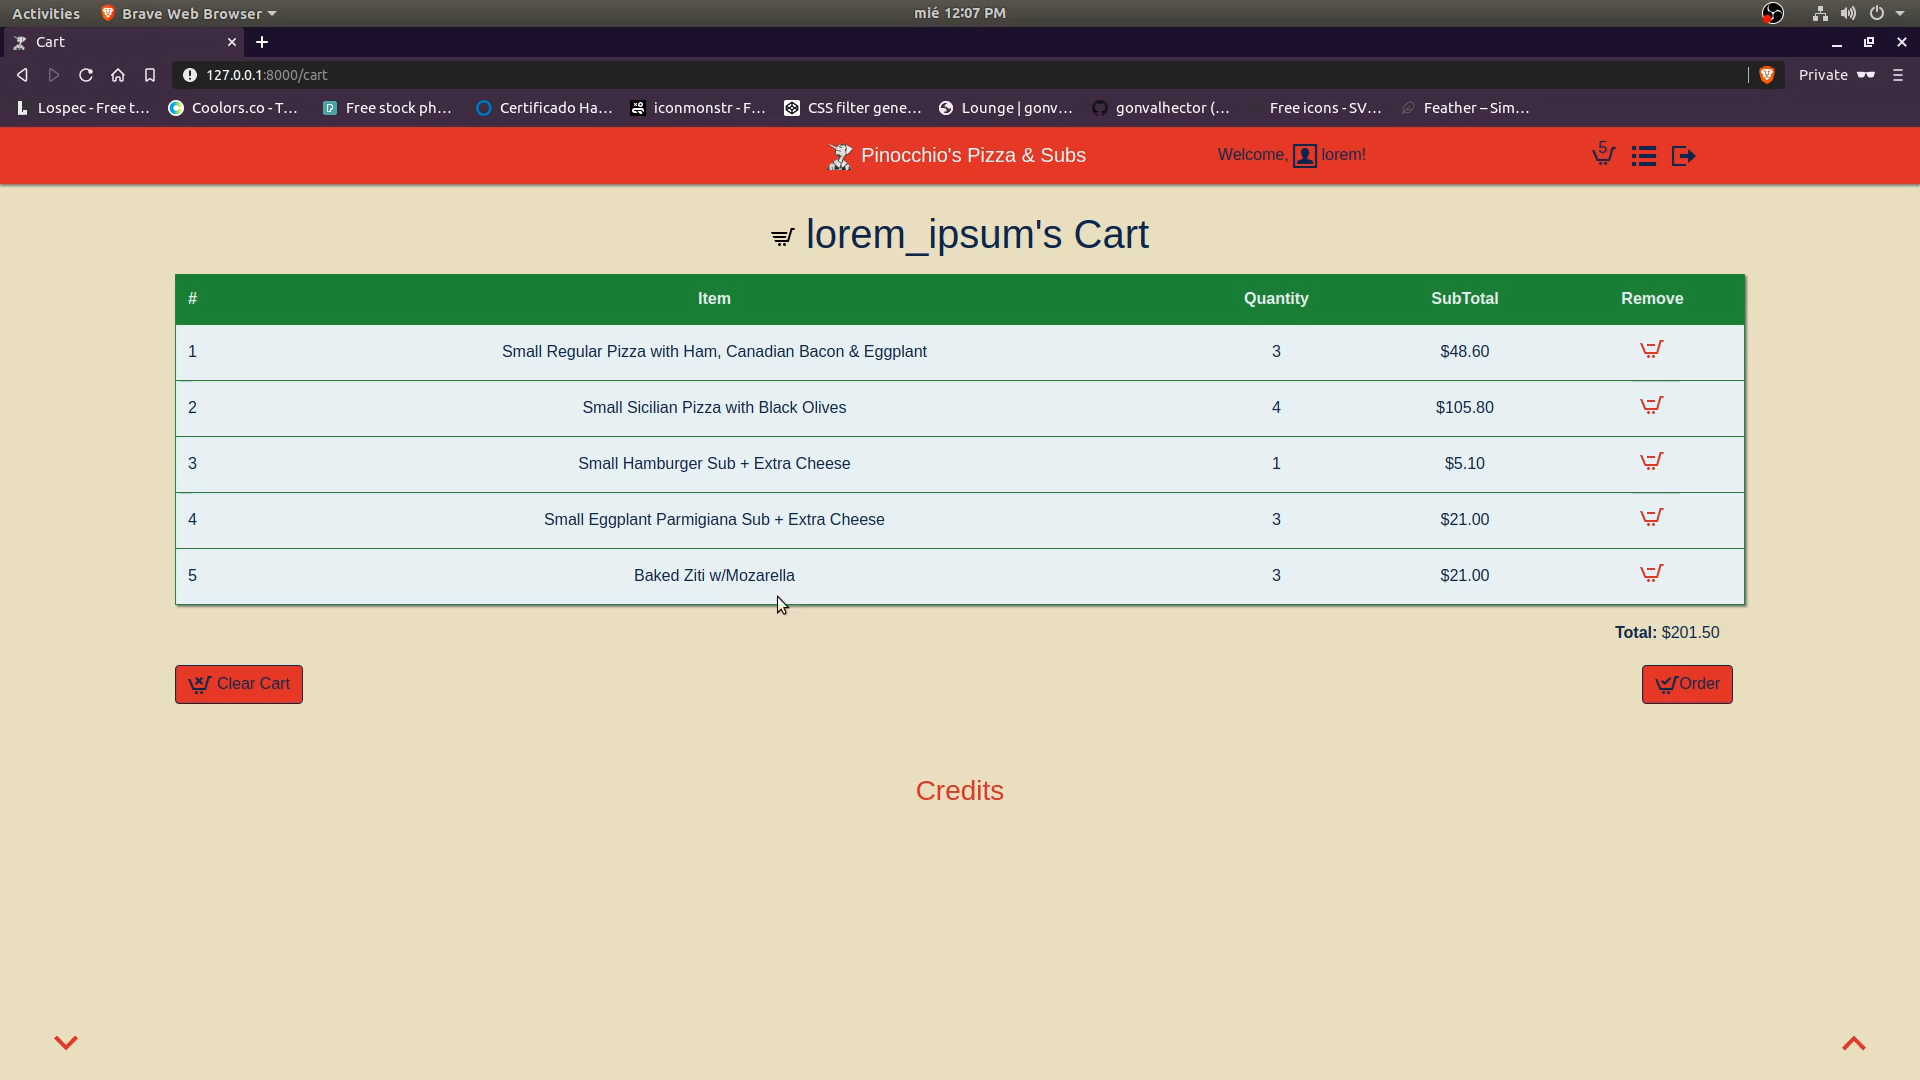 Activities Brave Web Browser mié 12:07 PM
Cart
127.0.0.1:8000/cart Private
Lospec - Free t... Coolors.co - T... Free stock ph... Certificado Ha... iconmonstr - F... CSS filter gene... Lounge | gonv... gonvalhector (... Free icons - SV... Feather – Sim...
Pinocchio's Pizza & Subs Welcome, lorem! 5
lorem_ipsum's Cart
# Item Quantity SubTotal Remove
1 Small Regular Pizza with Ham, Canadian Bacon & Eggplant 3 $48.60
2 Small Sicilian Pizza with Black Olives 4 $105.80
3 Small Hamburger Sub + Extra Cheese 1 $5.10
4 Small Eggplant Parmigiana Sub + Extra Cheese 3 $21.00
5 Baked Ziti w/Mozarella 3 $21.00
Total: $201.50
Clear Cart Order
Credits